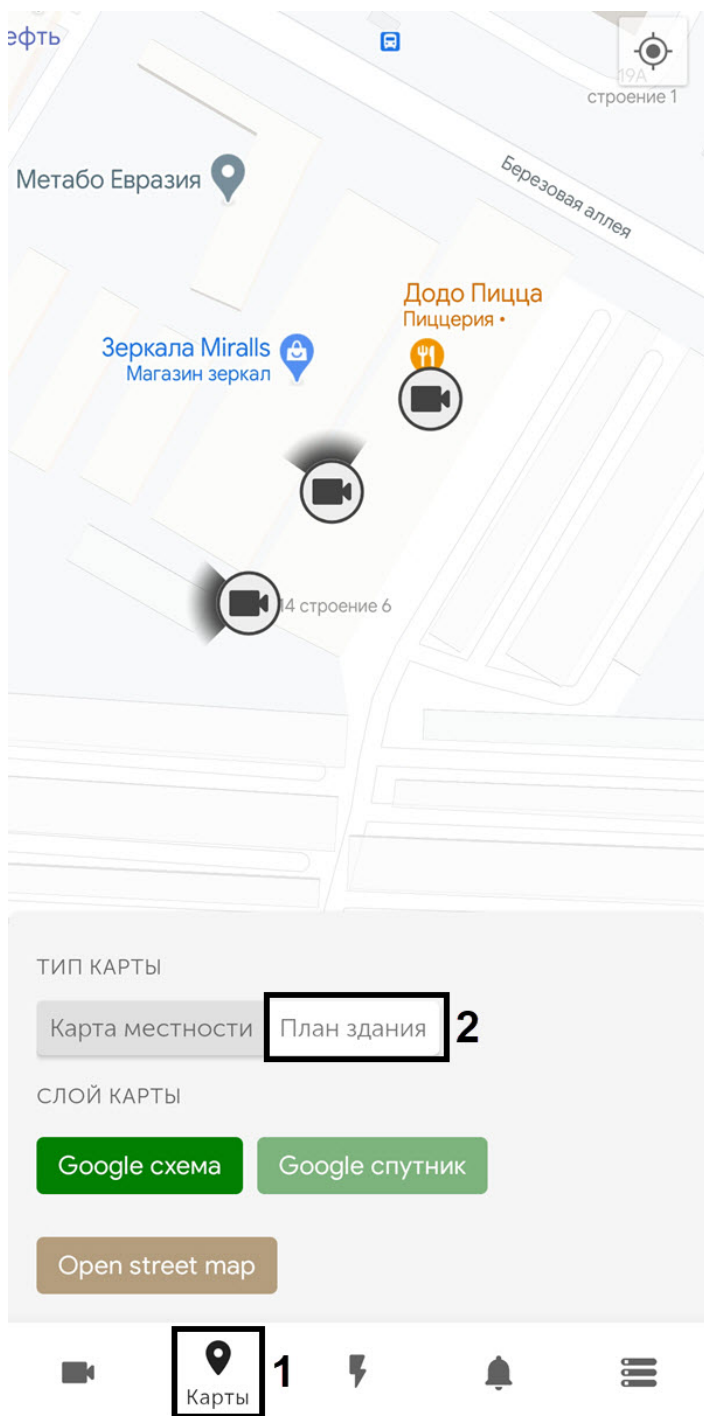 ефть
19А
строение 1
Метабо Евразия
Березовая аллея
Додо Пицца
Пиццерия •
Зеркала Miralls
Магазин зеркал
14 строение 6
ТИП КАРТЫ
Карта местности План здания 2
СЛОЙ КАРТЫ
Google схема Google спутник
Open street map
Карты 1